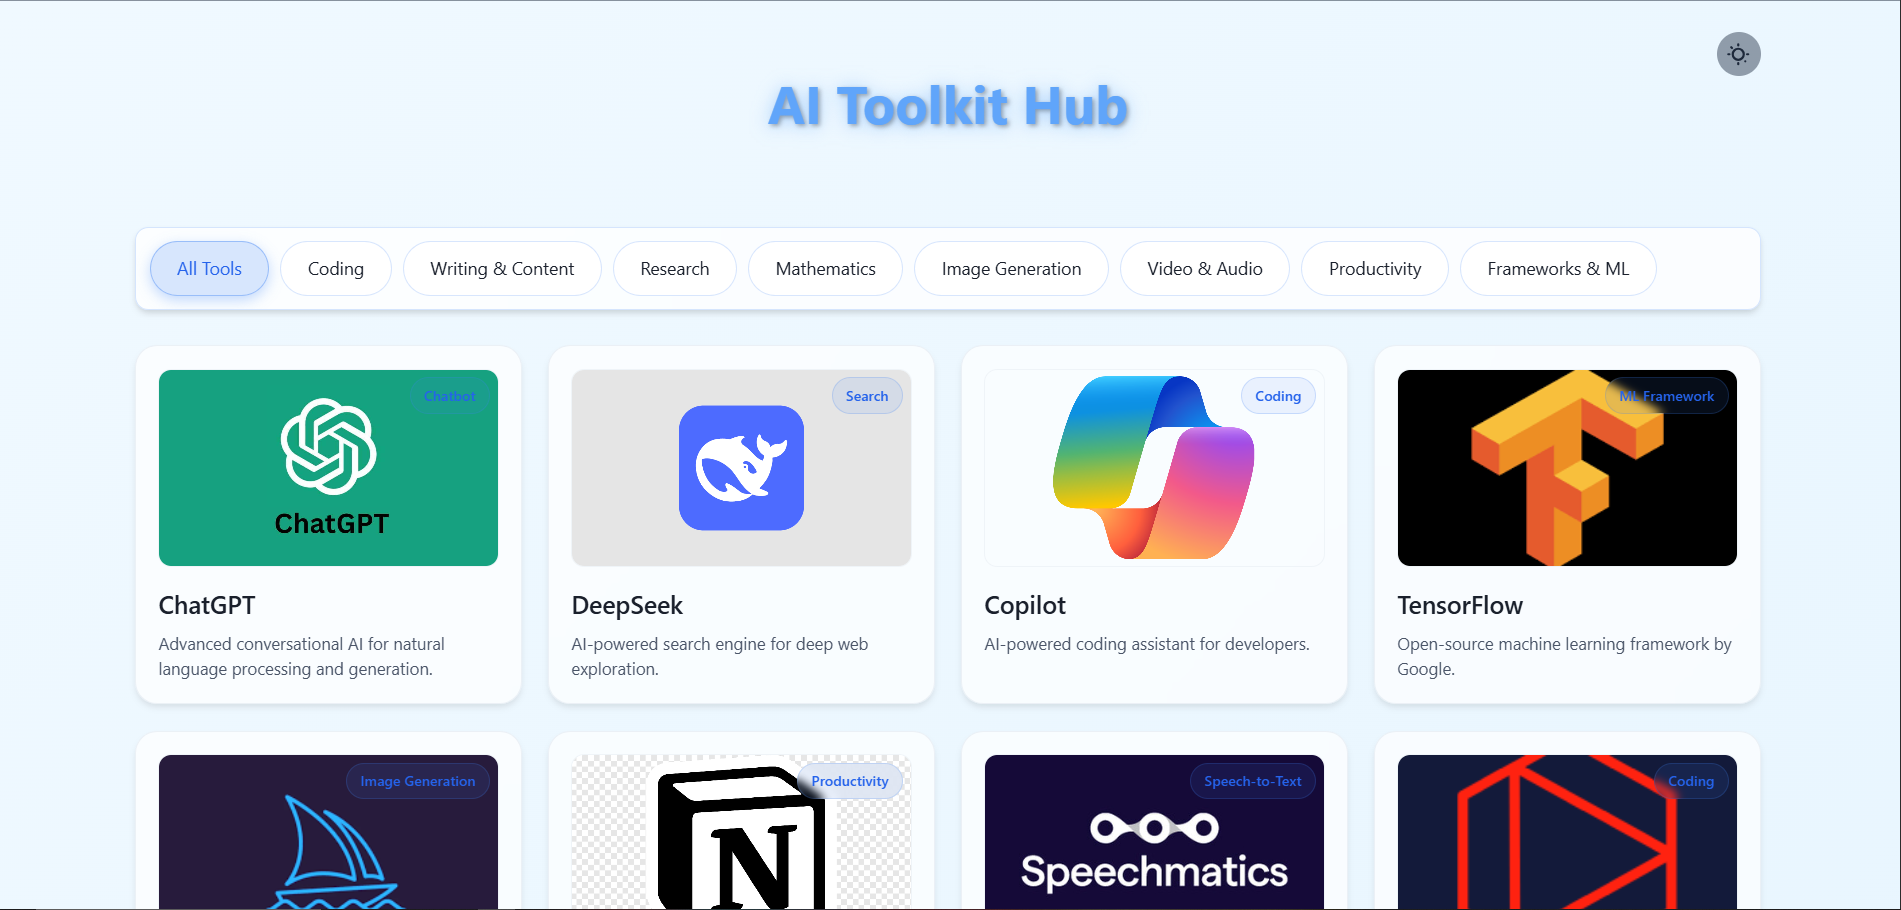 AI Toolkit Hub
All Tools
Coding
Writing & Content
Research
Mathematics
Image Generation
Video & Audio
Productivity
Frameworks & ML
Chatbot
ChatGPT
ChatGPT
Advanced conversational AI for natural
language processing and generation.
Search
DeepSeek
AI-powered search engine for deep web
exploration.
Coding
Copilot
AI-powered coding assistant for developers.
ML Framework
TensorFlow
Open-source machine learning framework by
Google.
Image Generation
Productivity
N
Speech-to-Text
Speechmatics
Coding